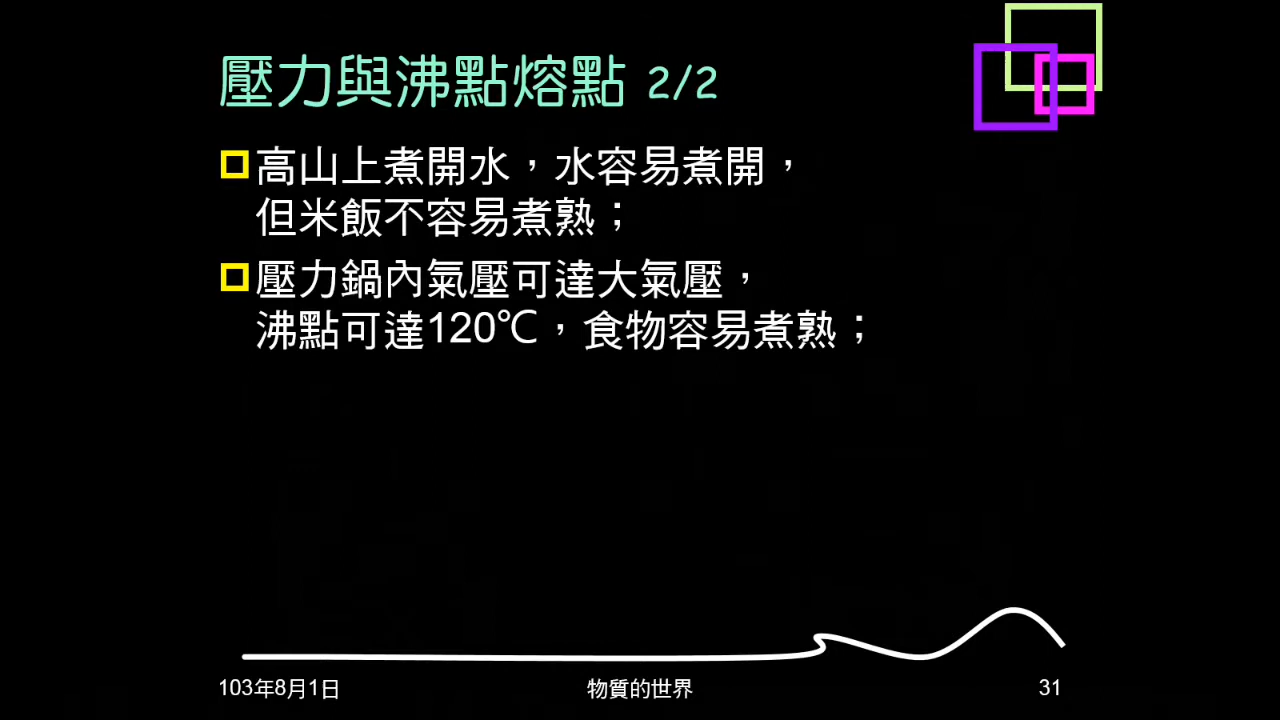 壓力與沸點熔點 2/2
高山上煮開水，水容易煮開，
但米飯不容易煮熟；
壓力鍋內氣壓可達大氣壓，
沸點可達120℃，食物容易煮熟；
103年8月1日
物質的世界
31